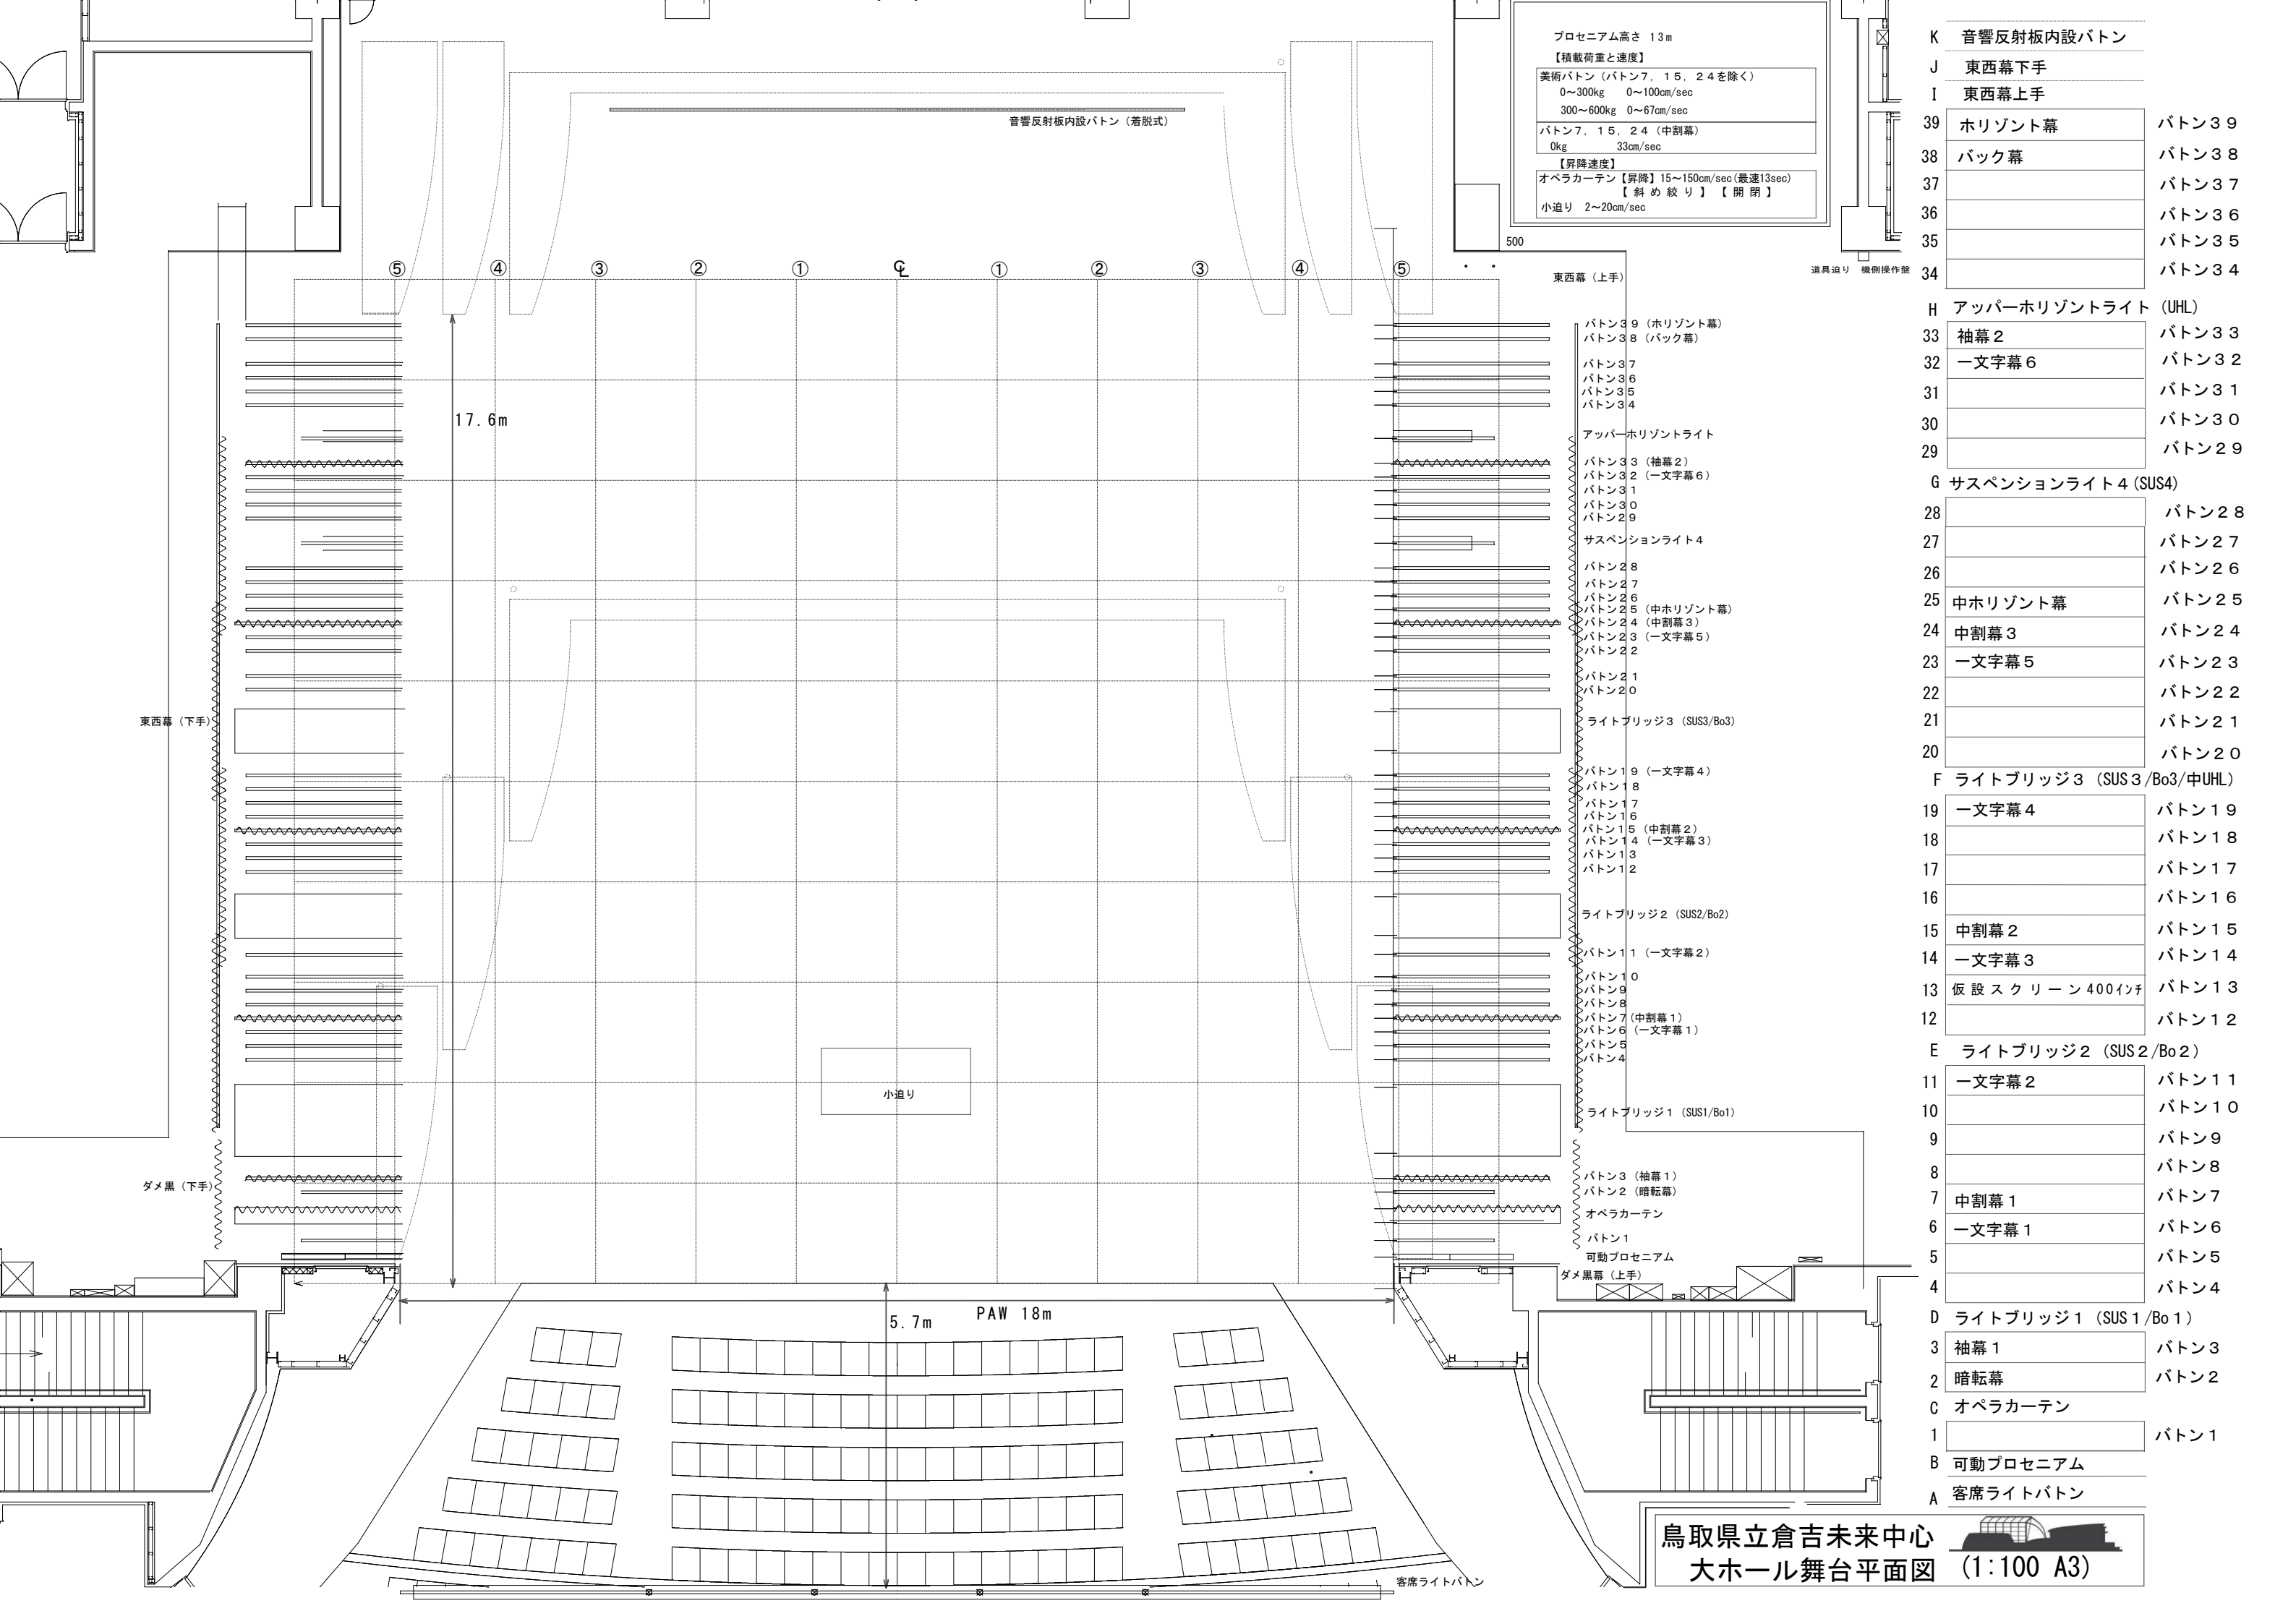 プロセニアム高さ 13m
【積載荷重と速度】
美術バトン（バトン7, 15, 24を除く）
0〜300kg 0〜100cm/sec
300〜600kg 0〜67cm/sec
バトン7, 15, 24（中割幕）
0kg 33cm/sec
【昇降速度】
オペラカーテン【昇降】15〜150cm/sec(最速13sec)
【斜め絞り】【開閉】
小迫り 2〜20cm/sec
500
道具迫り 機側操作盤
音響反射板内設バトン（着脱式）
⑤ ④ ③ ② ① ℄ ① ② ③ ④ ⑤
東西幕（上手）
バトン39（ホリゾント幕）
バトン38（バック幕）
バトン37
バトン36
バトン35
バトン34
アッパーホリゾントライト
バトン33（袖幕2）
バトン32（一文字幕6）
バトン31
バトン30
バトン29
サスペンションライト4
バトン28
バトン27
バトン26
バトン25（中ホリゾント幕）
バトン24（中割幕3）
バトン23（一文字幕5）
バトン22
バトン21
バトン20
ライトブリッジ3（SUS3/Bo3）
バトン19（一文字幕4）
バトン18
バトン17
バトン16
バトン15（中割幕2）
バトン14（一文字幕3）
バトン13
バトン12
ライトブリッジ2（SUS2/Bo2）
バトン11（一文字幕2）
バトン10
バトン9
バトン8
バトン7（中割幕1）
バトン6（一文字幕1）
バトン5
バトン4
ライトブリッジ1（SUS1/Bo1）
バトン3（袖幕1）
バトン2（暗転幕）
オペラカーテン
バトン1
可動プロセニアム
ダメ黒幕（上手）
17.6m
東西幕（下手）
小迫り
ダメ黒（下手）
PAW 18m
5.7m
客席ライトバトン
K 音響反射板内設バトン
J 東西幕下手
I 東西幕上手
39 ホリゾント幕 バトン39
38 バック幕 バトン38
37 バトン37
36 バトン36
35 バトン35
34 バトン34
H アッパーホリゾントライト（UHL)
33 袖幕2 バトン33
32 一文字幕6 バトン32
31 バトン31
30 バトン30
29 バトン29
G サスペンションライト4(SUS4)
28 バトン28
27 バトン27
26 バトン26
25 中ホリゾント幕 バトン25
24 中割幕3 バトン24
23 一文字幕5 バトン23
22 バトン22
21 バトン21
20 バトン20
F ライトブリッジ3（SUS3/Bo3/中UHL)
19 一文字幕4 バトン19
18 バトン18
17 バトン17
16 バトン16
15 中割幕2 バトン15
14 一文字幕3 バトン14
13 仮設スクリーン400インチ バトン13
12 バトン12
E ライトブリッジ2（SUS2/Bo2）
11 一文字幕2 バトン11
10 バトン10
9 バトン9
8 バトン8
7 中割幕1 バトン7
6 一文字幕1 バトン6
5 バトン5
4 バトン4
D ライトブリッジ1（SUS1/Bo1）
3 袖幕1 バトン3
2 暗転幕 バトン2
C オペラカーテン
1 バトン1
B 可動プロセニアム
A 客席ライトバトン
鳥取県立倉吉未来中心
大ホール舞台平面図 (1:100 A3)